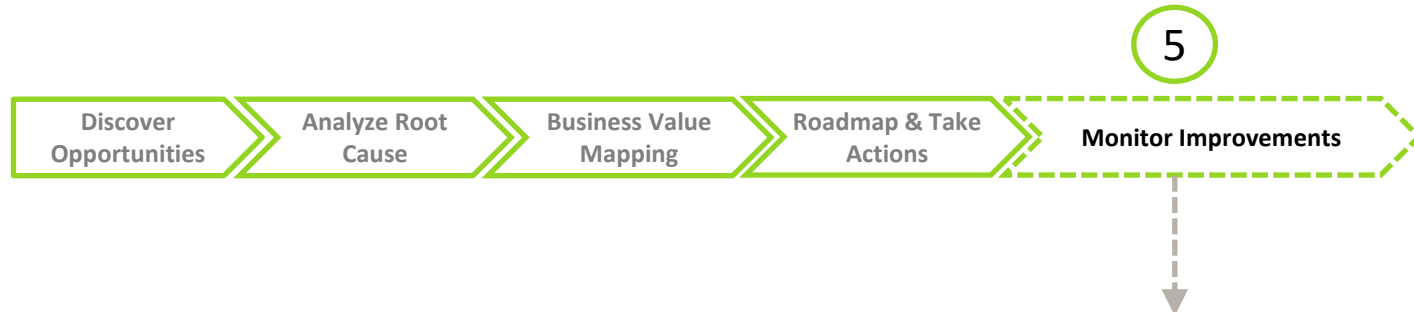 5
Discover
Opportunities
Analyze Root
Cause
Business Value
Mapping
Roadmap & Take
Actions
Monitor Improvements